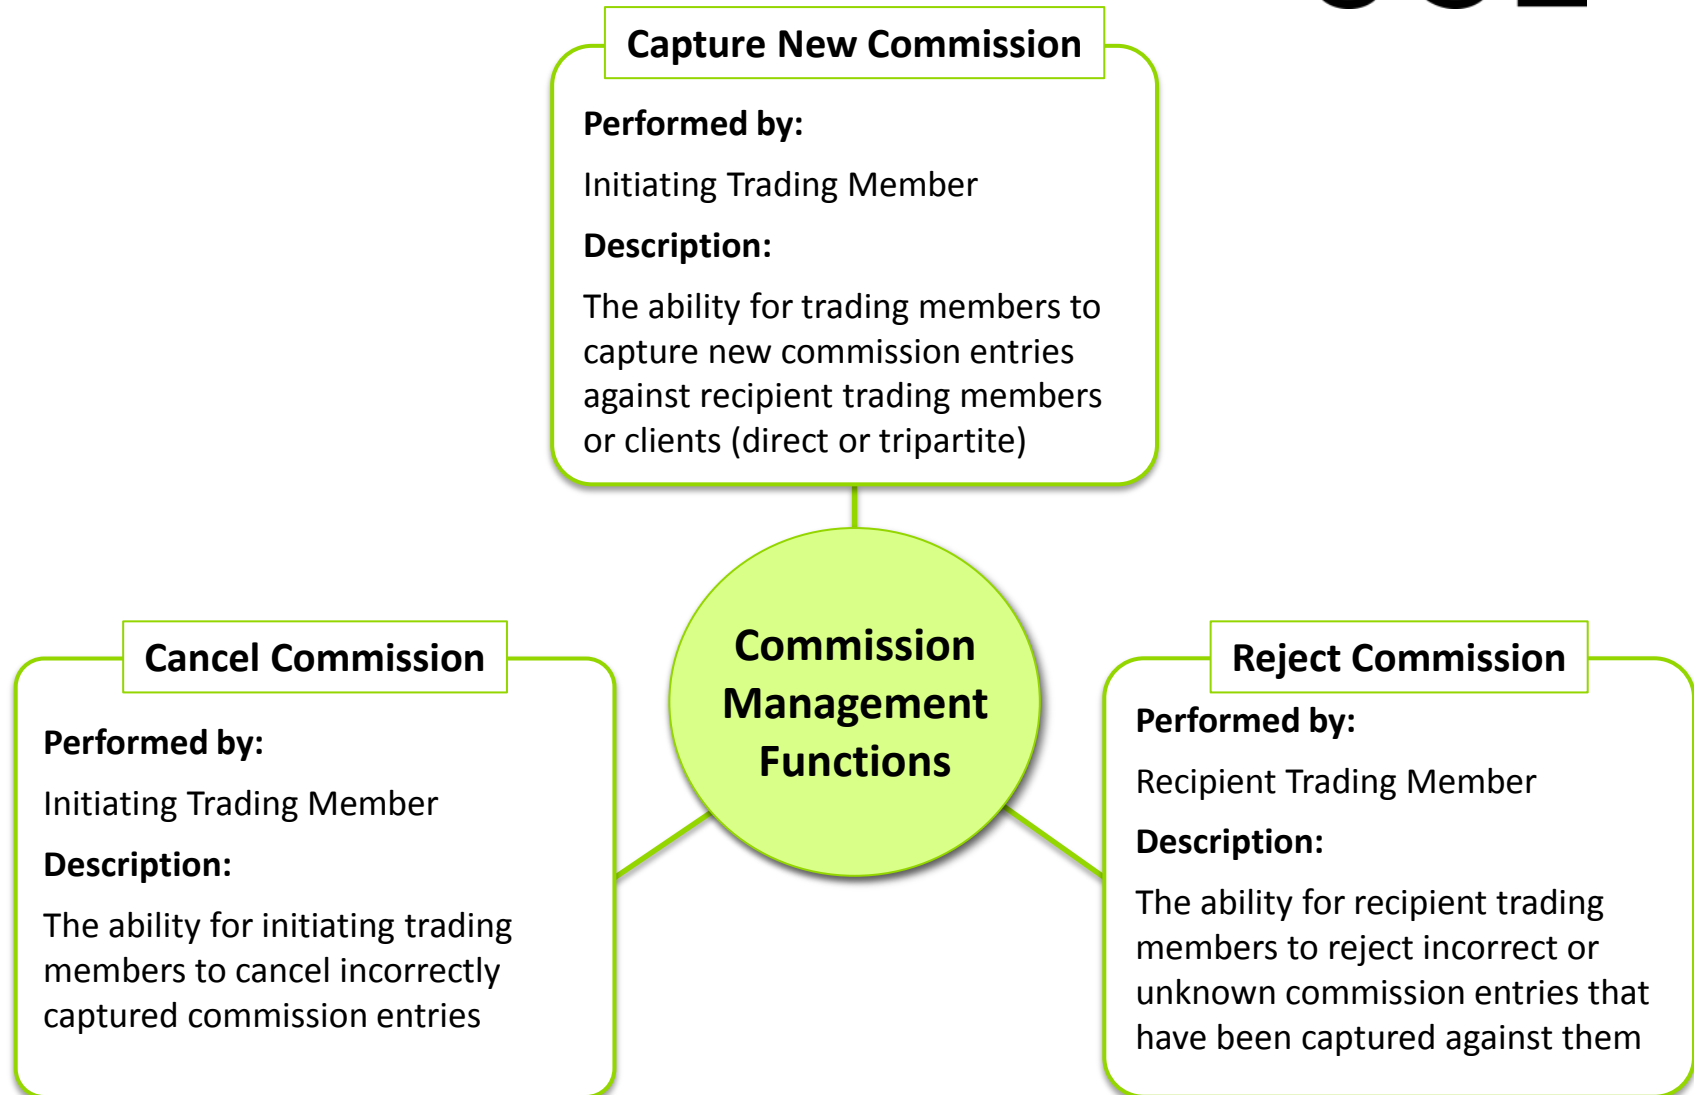 Capture New Commission
Performed by:
Initiating Trading Member
Description:
The ability for trading members to
capture new commission entries
against recipient trading members
or clients (direct or tripartite)
Commission
Management
Functions
Cancel Commission
Performed by:
Initiating Trading Member
Description:
The ability for initiating trading
members to cancel incorrectly
captured commission entries
Reject Commission
Performed by:
Recipient Trading Member
Description:
The ability for recipient trading
members to reject incorrect or
unknown commission entries that
have been captured against them